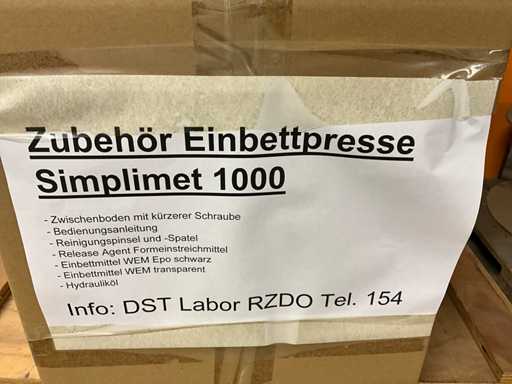 Zubehör Einbettpresse
Simplimet 1000
- Zwischenboden mit kürzerer Schraube
- Bedienungsanleitung
- Reinigungspinsel und -Spatel
- Release Agent Formeinstreichmittel
- Einbettmittel WEM Epo schwarz
- Einbettmittel WEM transparent
- Hydrauliköl
Info: DST Labor RZDO Tel. 154